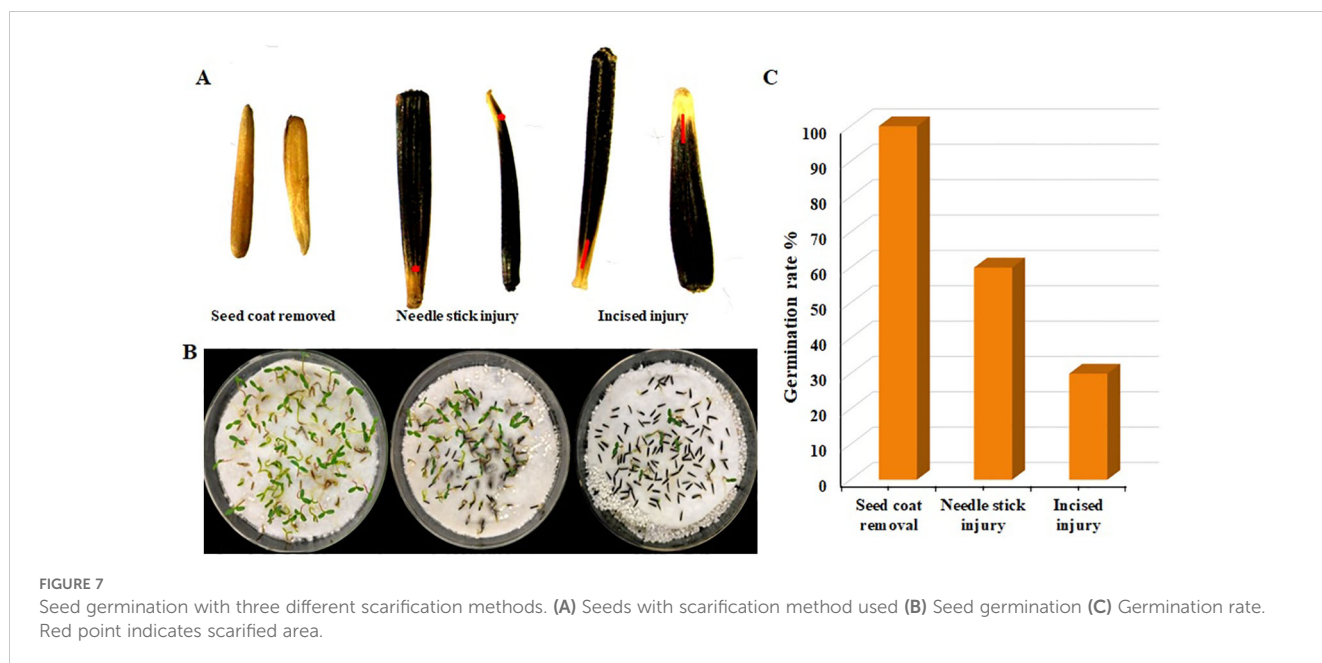 A
Seed coat removed
Needle stick injury
Incised injury
B
C
Germination rate %
100
90
80
70
60
50
40
30
20
10
0
Seed coat
removal
Needle stick
injury
Incised
injury
FIGURE 7
Seed germination with three different scarification methods. (A) Seeds with scarification method used (B) Seed germination (C) Germination rate.
Red point indicates scarified area.